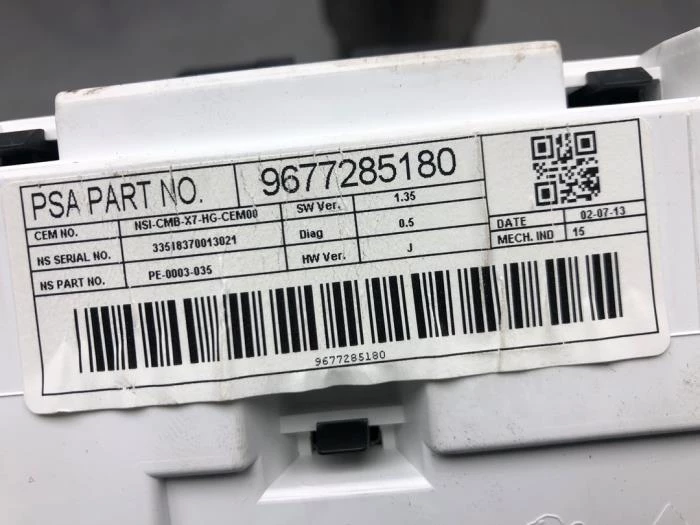 PSA PART NO. 9677285180
CEM NO. NSI-CMB-X7-HG-CEM00 SW Ver. 1.35
NS SERIAL NO. 335I8370013021 Diag 0.5 DATE 02-07-13
NS PART NO. PE-0003-035 HW Ver. J MECH. IND 15
9677285180